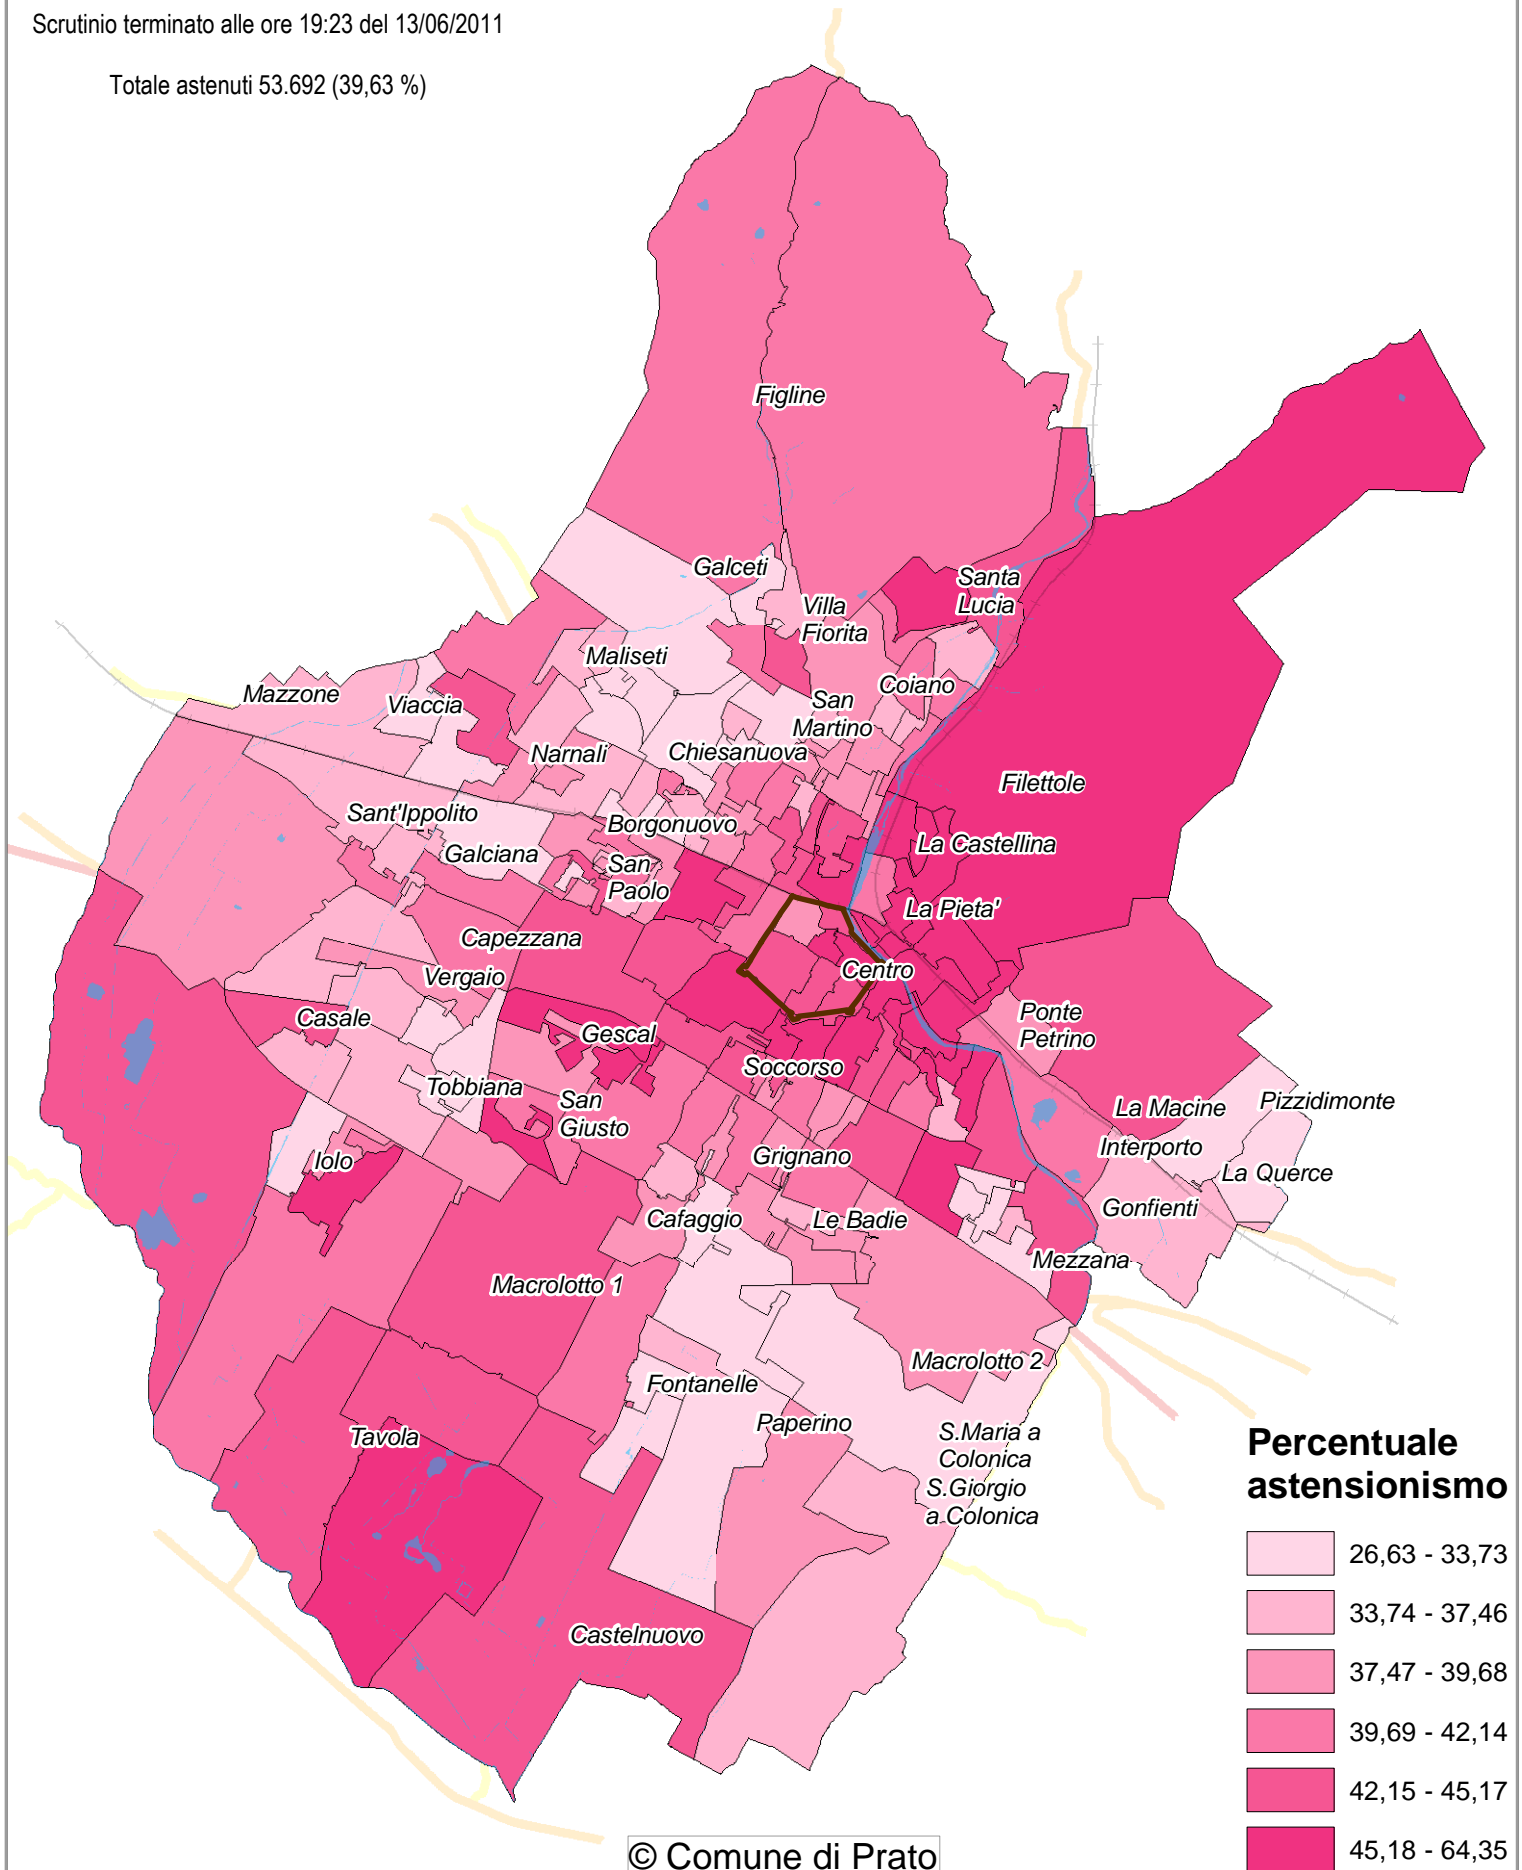 Scrutinio terminato alle ore 19:23 del 13/06/2011
Totale astenuti 53.692 (39,63 %)
Figline
Galceti
Santa
Lucia
Villa
Fiorita
Maliseti
Coiano
Mazzone
Viaccia
San
Martino
Narnali
Chiesanuova
Filettole
Sant'Ippolito
Borgonuovo
La Castellina
Galciana
San
Paolo
La Pieta'
Capezzana
Vergaio
Centro
Casale
Gescal
Ponte
Petrino
Soccorso
Tobbiana
San
Giusto
La Macine
Pizzidimonte
Interporto
Iolo
Grignano
La Querce
Cafaggio
Le Badie
Gonfienti
Mezzana
Macrolotto 1
Macrolotto 2
Fontanelle
Paperino
Tavola
S.Maria a
Colonica
S.Giorgio
a Colonica
Castelnuovo
Percentuale
astensionismo
26,63 - 33,73
33,74 - 37,46
37,47 - 39,68
39,69 - 42,14
42,15 - 45,17
45,18 - 64,35
© Comune di Prato